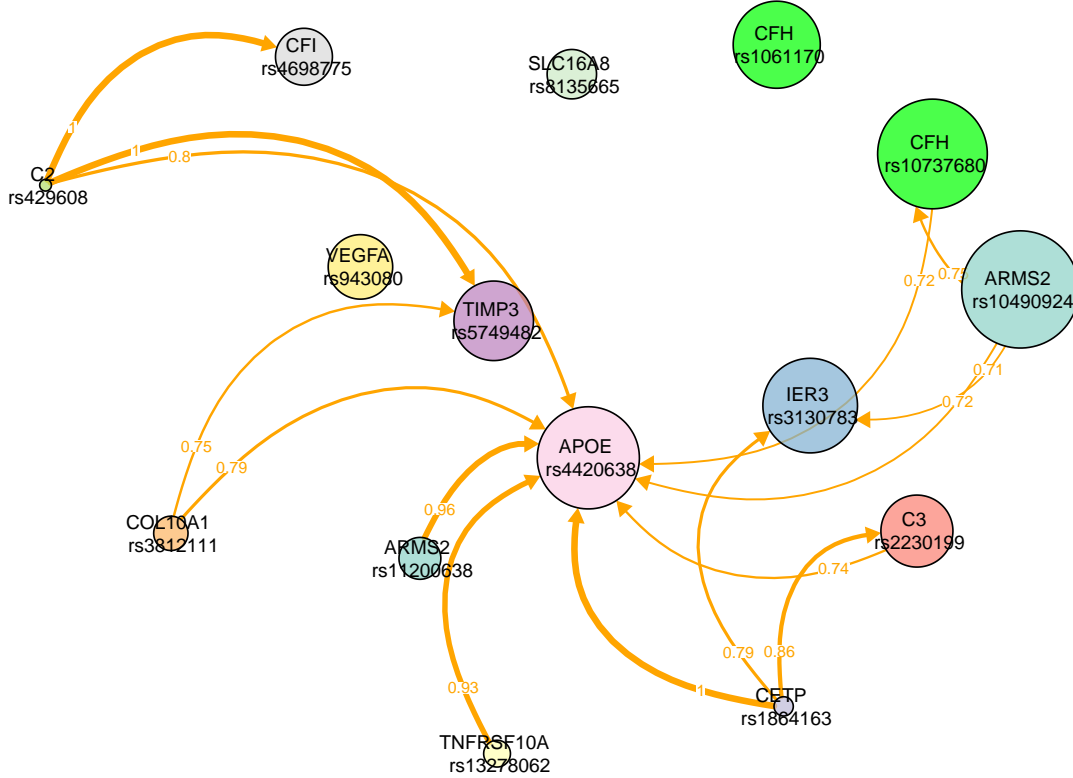 CFI
rs4698775
SLC16A8
rs8135665
CFH
rs1061170
CFH
rs10737680
1
1
0.8
C2
rs429608
VEGFA
rs943080
TIMP3
rs5749482
0.72
0.75
ARMS2
rs10490924
0.71
0.72
IER3
rs3130783
APOE
rs4420638
0.75
0.79
COL10A1
rs3812111
0.96
ARMS2
rs11200638
C3
rs2230199
0.74
0.79
0.86
0.93
1
CETP
rs1864163
TNFRSF10A
rs13278062